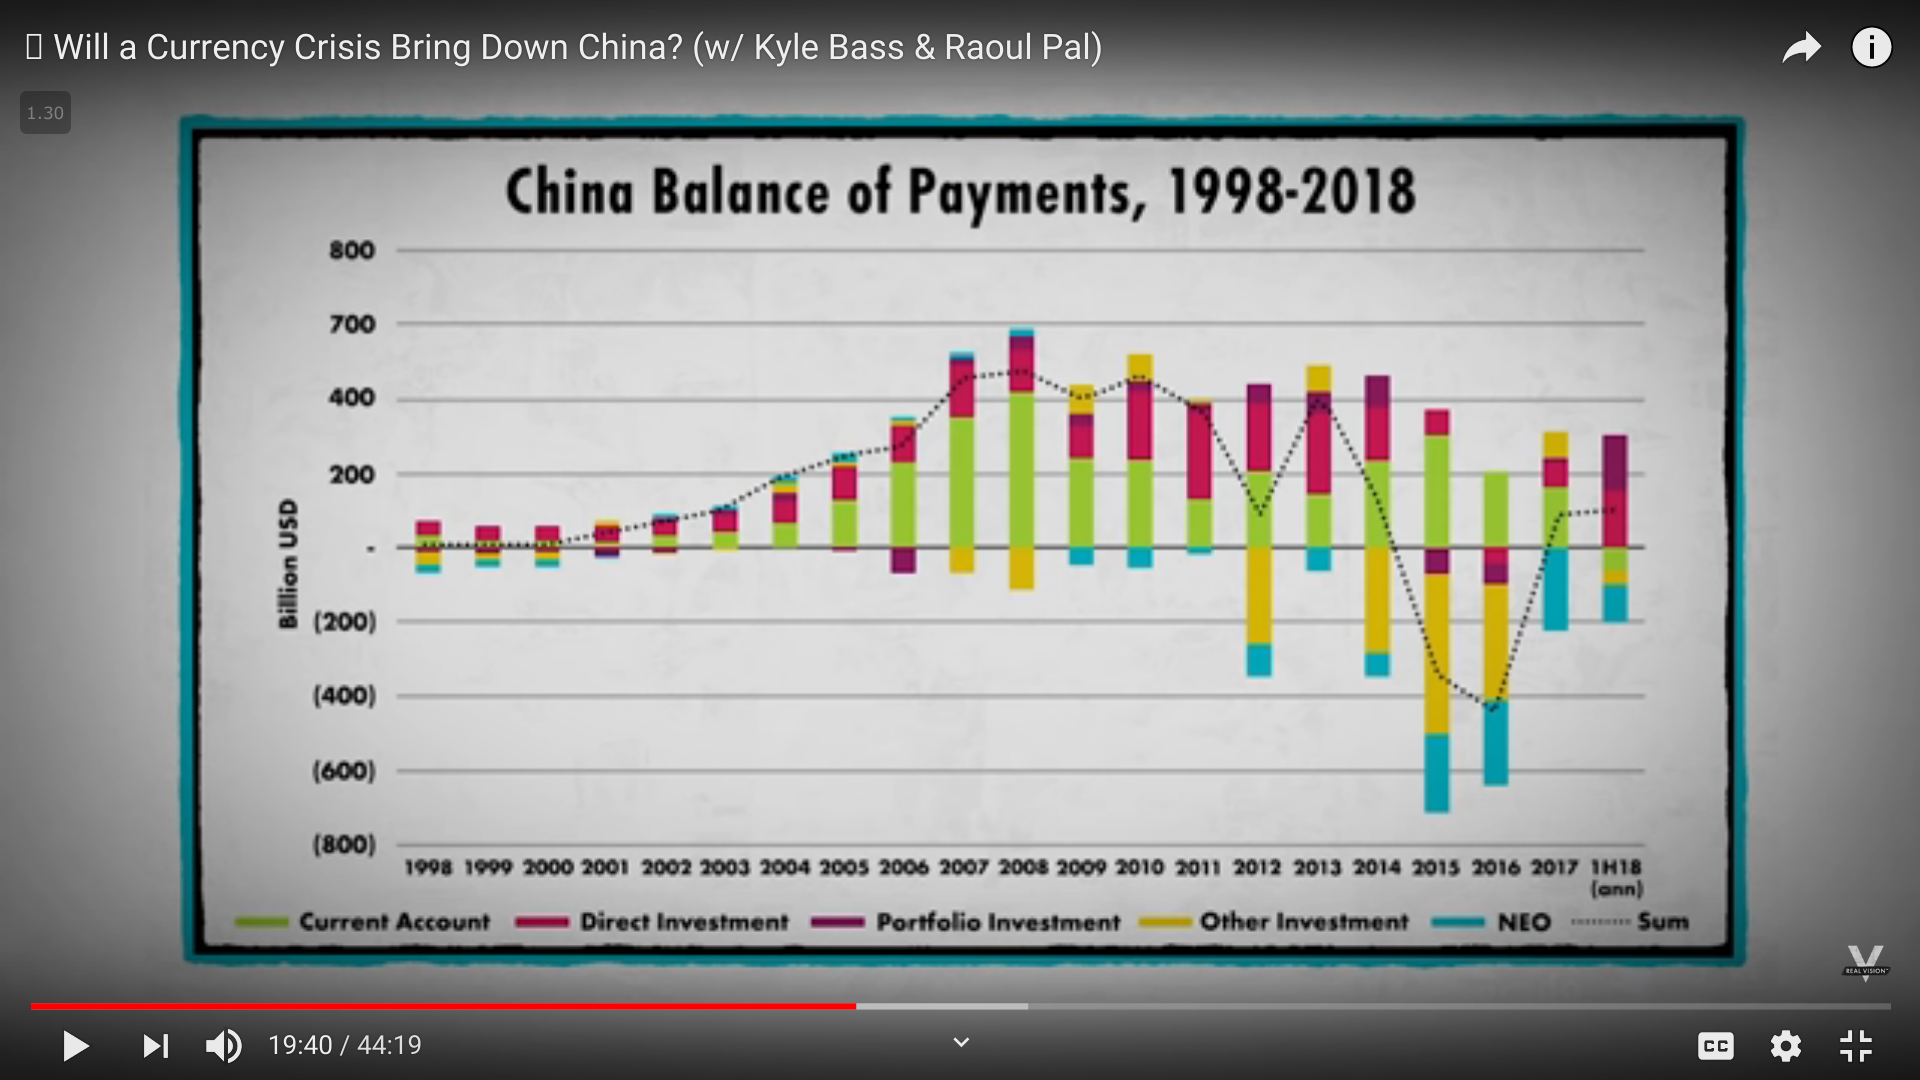 ▯ Will a Currency Crisis Bring Down China? (w/ Kyle Bass & Raoul Pal)
1.30
China Balance of Payments, 1998-2018
800
700
400
200
-
(200)
(400)
(600)
(800)
Billion USD
1998 1999 2000 2001 2002 2003 2004 2005 2006 2007 2008 2009 2010 2011 2012 2013 2014 2015 2016 2017 1H18
(ann)
Current Account Direct Investment Portfolio Investment Other Investment NEO Sum
REAL VISION
19:40 / 44:19
CC